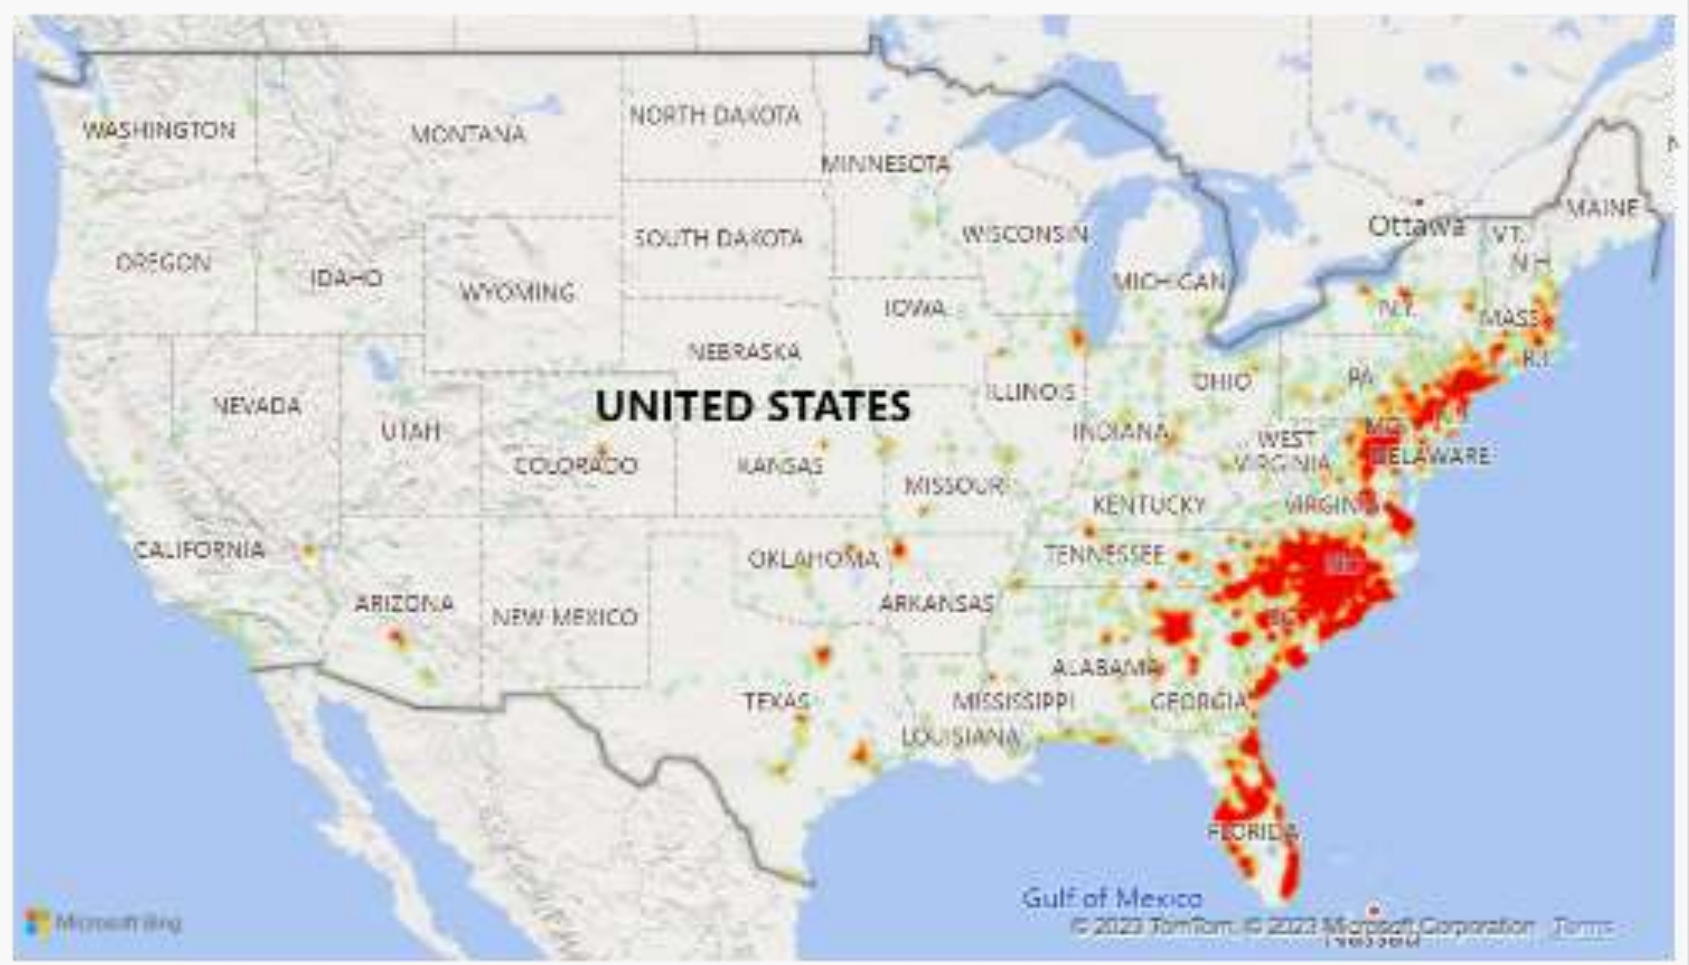 NORTH DAKOTA
WASHINGTON
MONTANA
MINNESOTA
MAINE
Ottawa
VT.
N.H.
WISCONSIN
SOUTH DAKOTA
OREGON
IDAHO
WYOMING
MICHIGAN
IOWA
N.Y.
MASS.
R.I.
NEBRASKA
ILLINOIS
OHIO
PA
NEVADA
UNITED STATES
UTAH
INDIANA
WEST
VIRGINIA
DELAWARE
COLORADO
KANSAS
MISSOURI
KENTUCKY
VIRGINIA
CALIFORNIA
OKLAHOMA
TENNESSEE
ARIZONA
NEW MEXICO
ARKANSAS
SC
ALABAMA
TEXAS
MISSISSIPPI
GEORGIA
LOUISIANA
FLORIDA
Gulf of Mexico
Microsoft Bing
© 2023 TomTom, © 2023 Microsoft Corporation Terms
Nassau